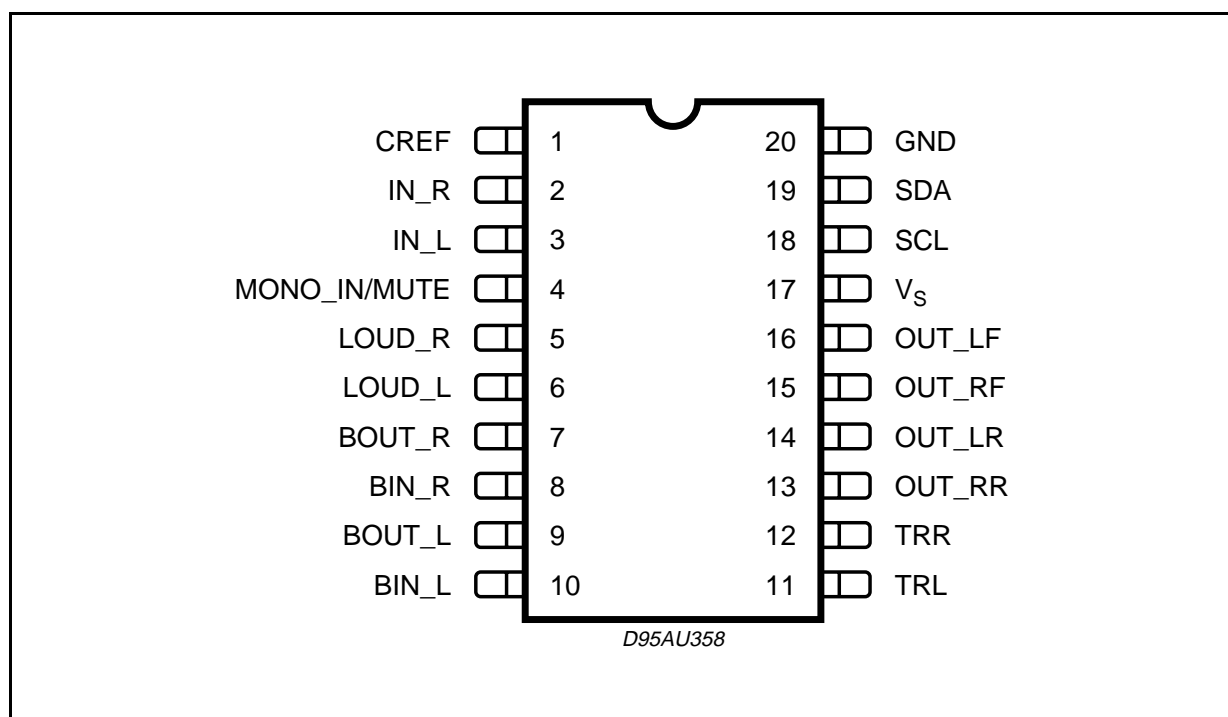 CREF 1 20 GND
IN_R 2 19 SDA
IN_L 3 18 SCL
MONO_IN/MUTE 4 17 VS
LOUD_R 5 16 OUT_LF
LOUD_L 6 15 OUT_RF
BOUT_R 7 14 OUT_LR
BIN_R 8 13 OUT_RR
BOUT_L 9 12 TRR
BIN_L 10 11 TRL
D95AU358